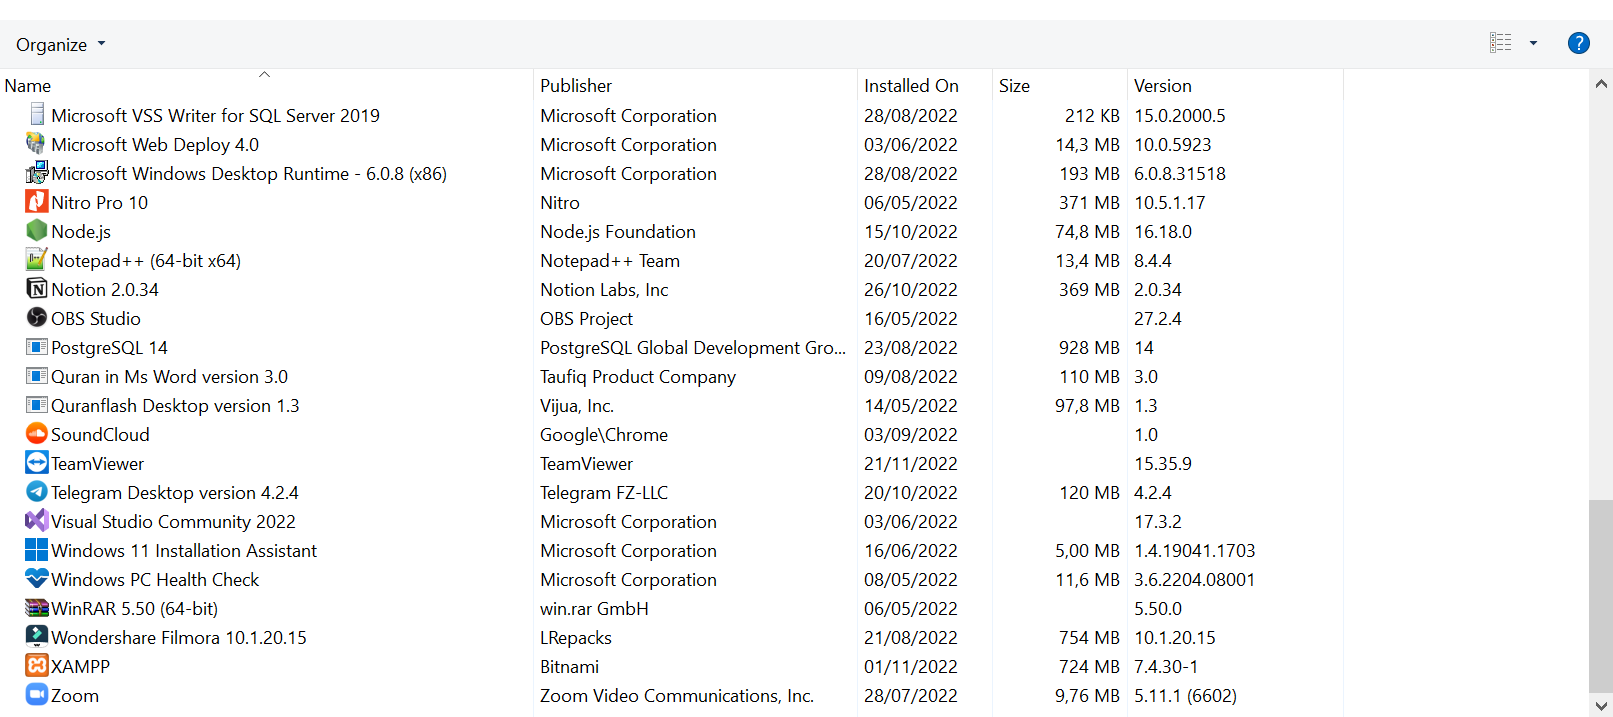 Organize
Name Publisher Installed On Size Version
Microsoft VSS Writer for SQL Server 2019 Microsoft Corporation 28/08/2022 212 KB 15.0.2000.5
Microsoft Web Deploy 4.0 Microsoft Corporation 03/06/2022 14,3 MB 10.0.5923
Microsoft Windows Desktop Runtime - 6.0.8 (x86) Microsoft Corporation 28/08/2022 193 MB 6.0.8.31518
Nitro Pro 10 Nitro 06/05/2022 371 MB 10.5.1.17
Node.js Node.js Foundation 15/10/2022 74,8 MB 16.18.0
Notepad++ (64-bit x64) Notepad++ Team 20/07/2022 13,4 MB 8.4.4
Notion 2.0.34 Notion Labs, Inc 26/10/2022 369 MB 2.0.34
OBS Studio OBS Project 16/05/2022 27.2.4
PostgreSQL 14 PostgreSQL Global Development Gro... 23/08/2022 928 MB 14
Quran in Ms Word version 3.0 Taufiq Product Company 09/08/2022 110 MB 3.0
Quranflash Desktop version 1.3 Vijua, Inc. 14/05/2022 97,8 MB 1.3
SoundCloud Google\Chrome 03/09/2022 1.0
TeamViewer TeamViewer 21/11/2022 15.35.9
Telegram Desktop version 4.2.4 Telegram FZ-LLC 20/10/2022 120 MB 4.2.4
Visual Studio Community 2022 Microsoft Corporation 03/06/2022 17.3.2
Windows 11 Installation Assistant Microsoft Corporation 16/06/2022 5,00 MB 1.4.19041.1703
Windows PC Health Check Microsoft Corporation 08/05/2022 11,6 MB 3.6.2204.08001
WinRAR 5.50 (64-bit) win.rar GmbH 06/05/2022 5.50.0
Wondershare Filmora 10.1.20.15 LRepacks 21/08/2022 754 MB 10.1.20.15
XAMPP Bitnami 01/11/2022 724 MB 7.4.30-1
Zoom Zoom Video Communications, Inc. 28/07/2022 9,76 MB 5.11.1 (6602)